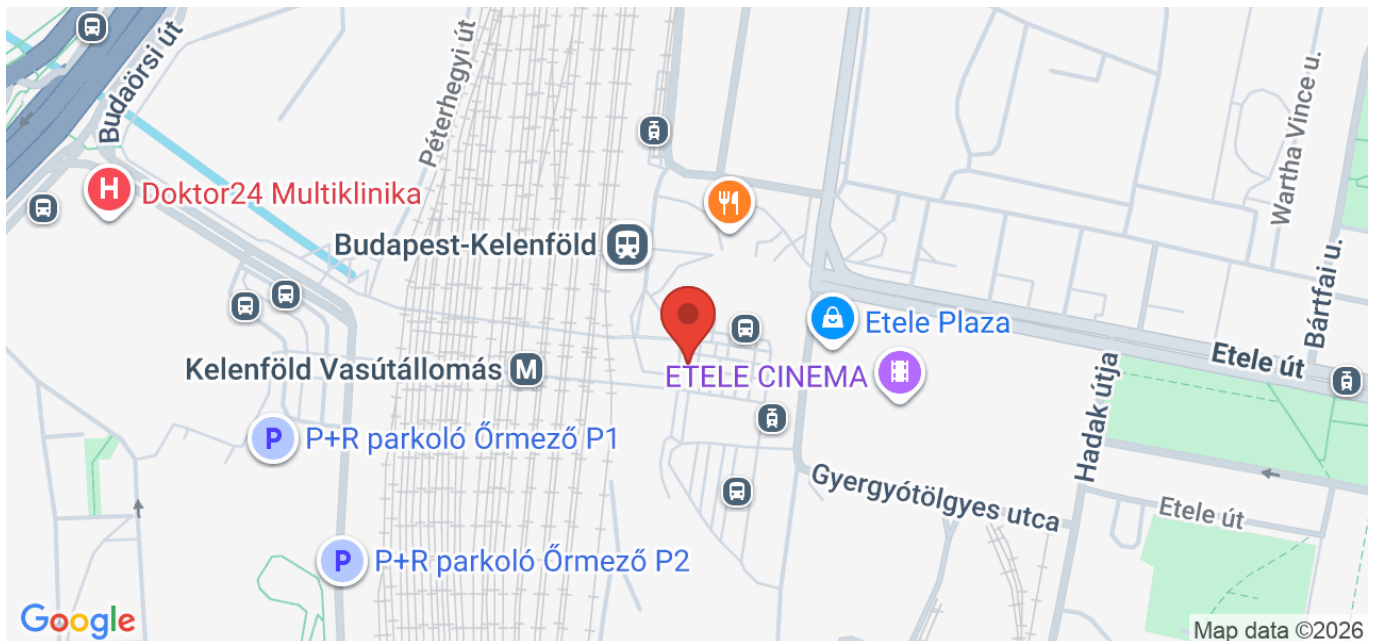 Budaörsi út
Péterhegyi út
Wartha Vince u.
H
Doktor24 Multiklinika
Budapest-Kelenföld
Bártfai u.
Etele Plaza
Etele út
Kelenföld Vasútállomás
M
ETELE CINEMA
Hadak útja
P
P+R parkoló Őrmező P1
Gyergyótölgyes utca
Etele út
P
P+R parkoló Őrmező P2
Google
Map data ©2026